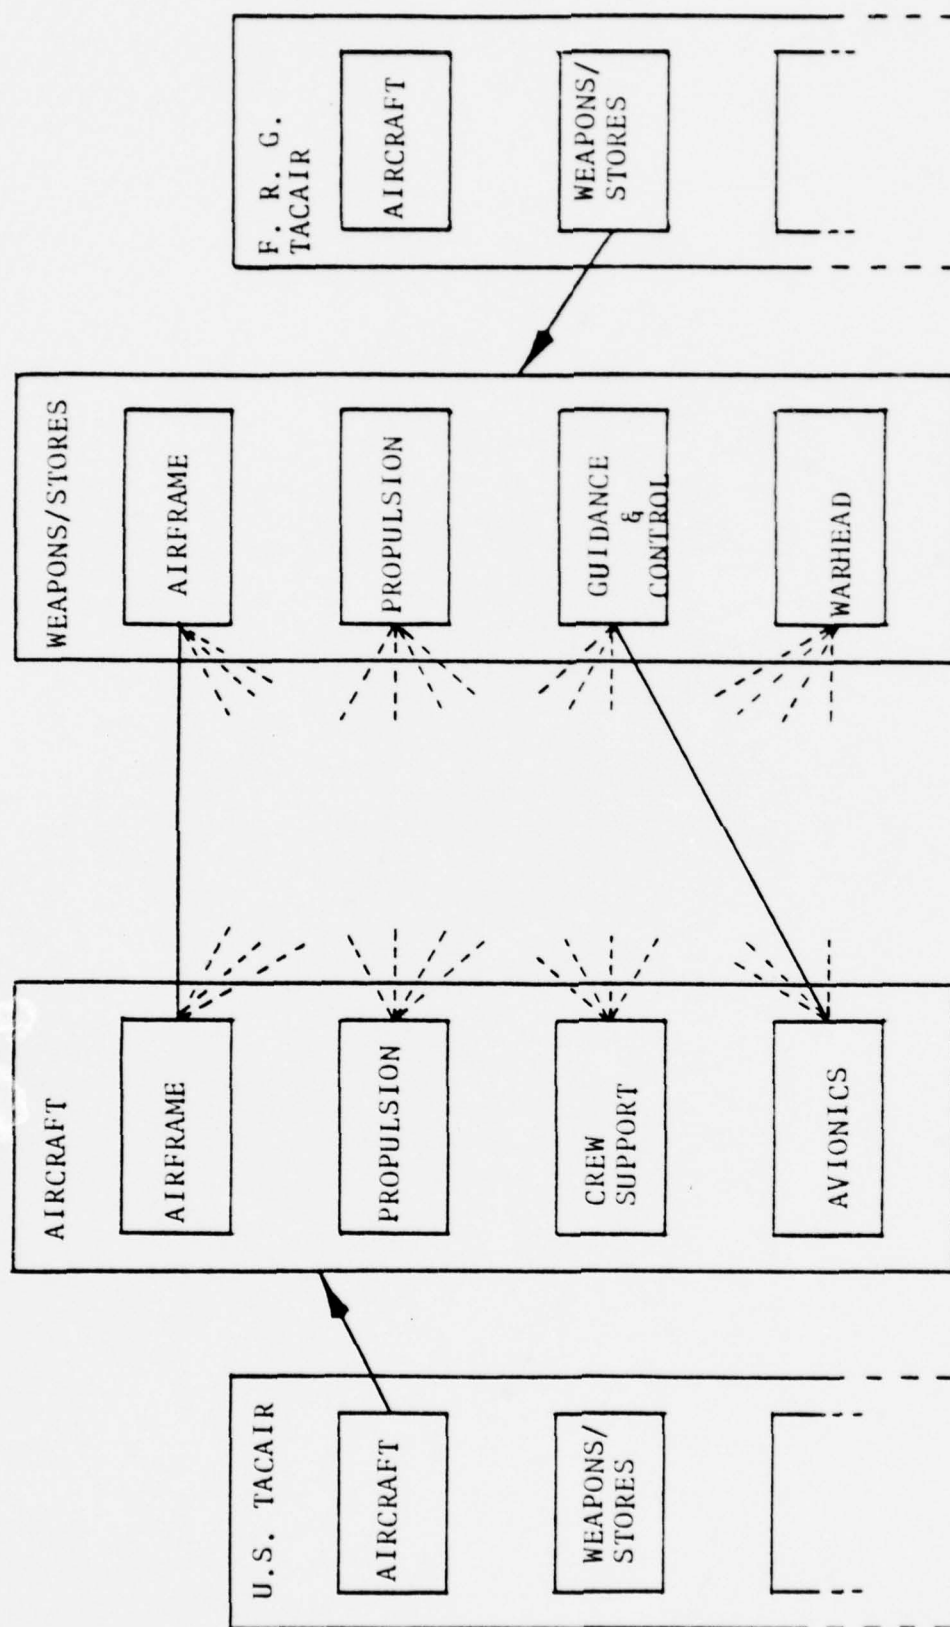 U.S. TACAIR
AIRCRAFT
WEAPONS/
STORES
AIRCRAFT
AIRFRAME
PROPULSION
CREW
SUPPORT
AVIONICS
WEAPONS/STORES
AIRFRAME
PROPULSION
GUIDANCE
&
CONTROL
WARHEAD
F. R. G.
TACAIR
AIRCRAFT
WEAPONS/
STORES